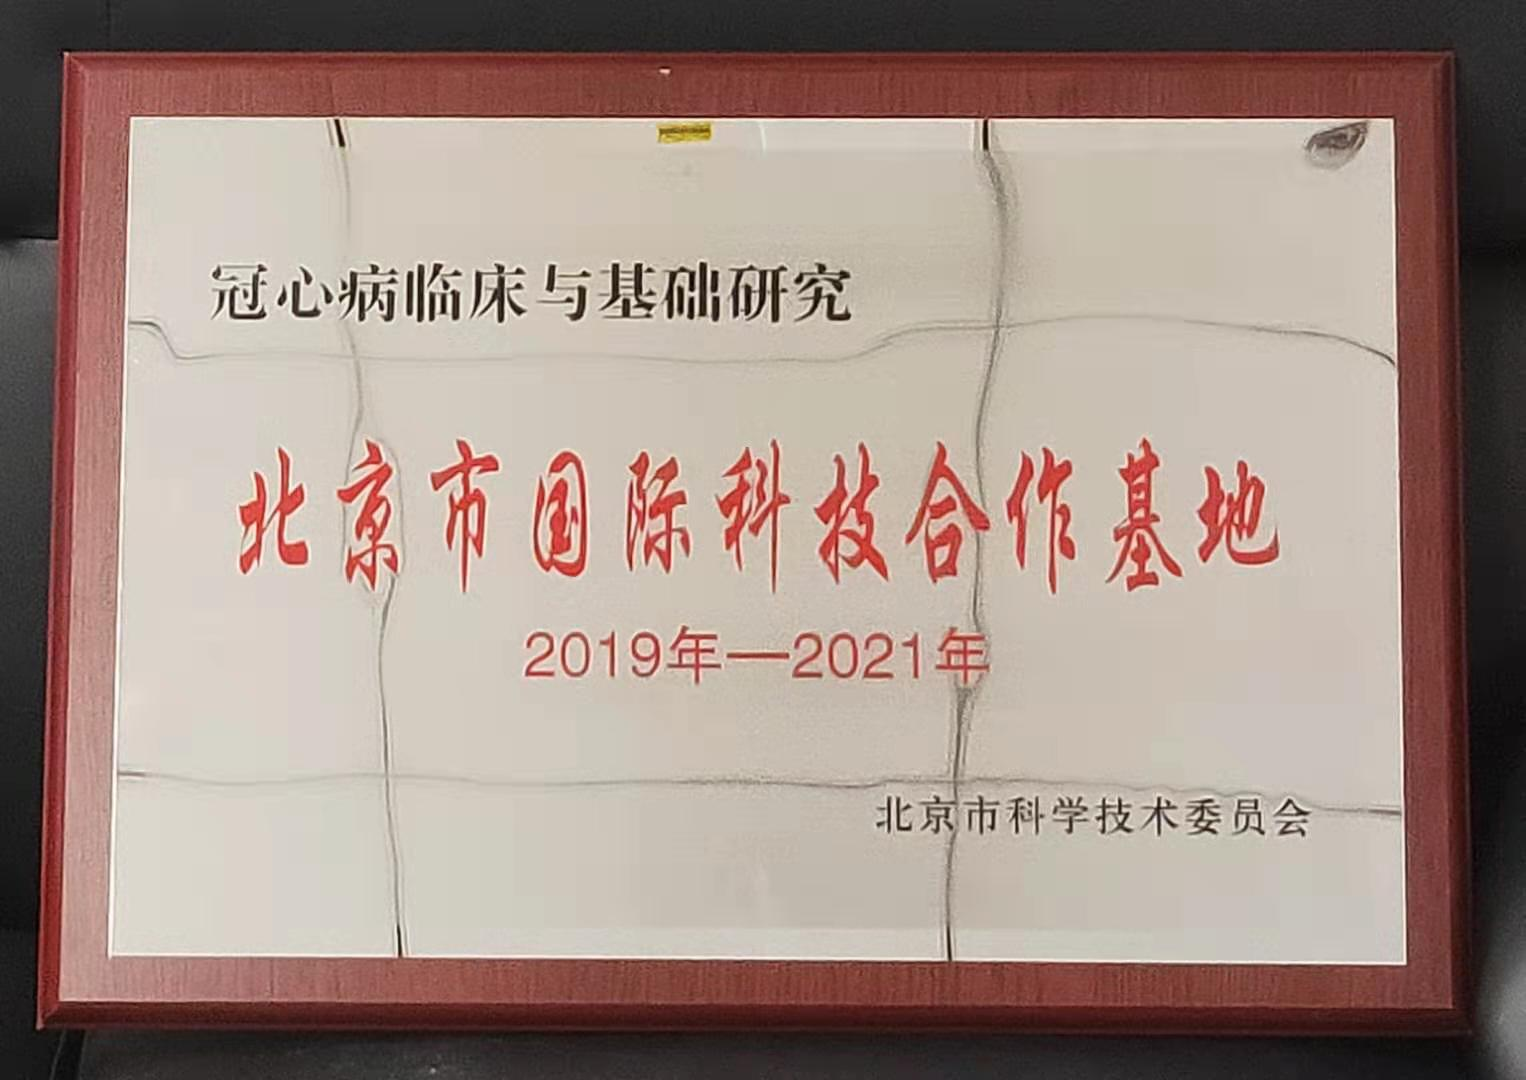 冠心病临床与基础研究
北京市国际科技合作基地
2019年—2021年
北京市科学技术委员会